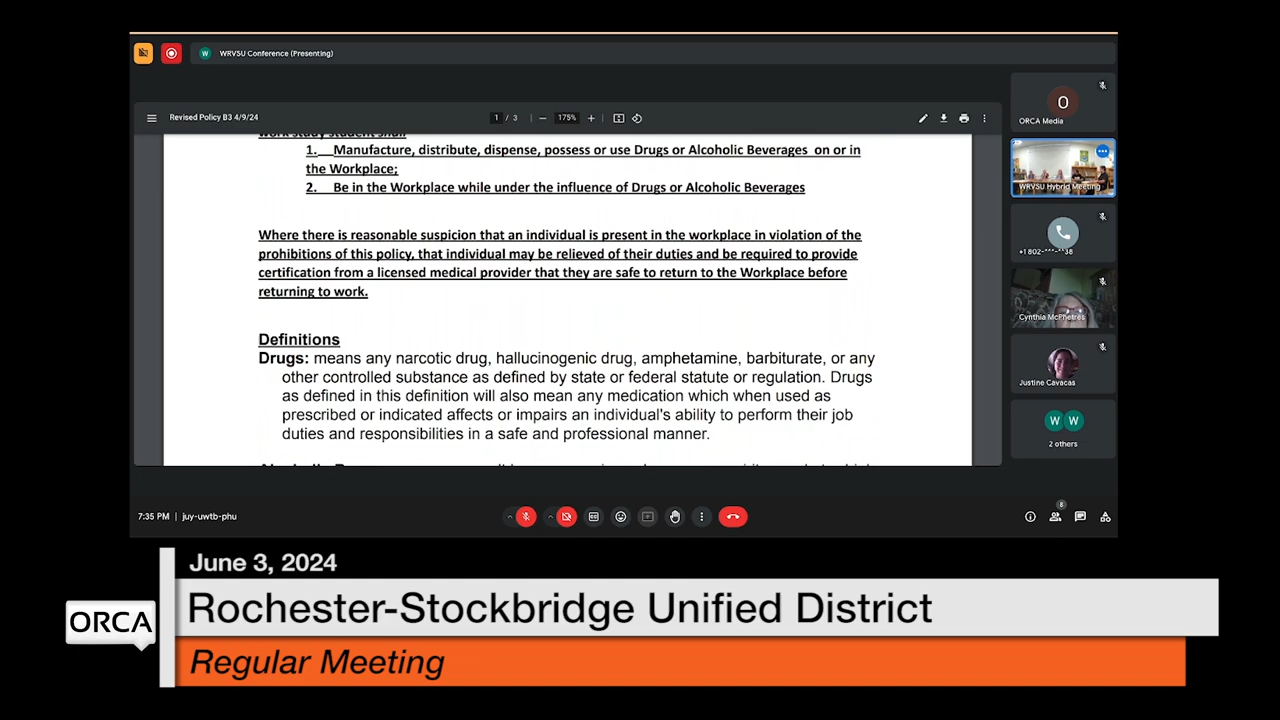 W WRVSU Conference (Presenting)
Revised Policy B3 4/9/24
1 / 3
175%
work study student shall
1. Manufacture, distribute, dispense, possess or use Drugs or Alcoholic Beverages on or in
the Workplace;
2. Be in the Workplace while under the influence of Drugs or Alcoholic Beverages
Where there is reasonable suspicion that an individual is present in the workplace in violation of the
prohibitions of this policy, that individual may be relieved of their duties and be required to provide
certification from a licensed medical provider that they are safe to return to the Workplace before
returning to work.
Definitions
Drugs: means any narcotic drug, hallucinogenic drug, amphetamine, barbiturate, or any
other controlled substance as defined by state or federal statute or regulation. Drugs
as defined in this definition will also mean any medication which when used as
prescribed or indicated affects or impairs an individual's ability to perform their job
duties and responsibilities in a safe and professional manner.
O
ORCA Media
WRVSU Hybrid Meeting
+1 802-***-**38
Cynthia McPhetres
Justine Cavacas
W W
2 others
7:35 PM | juy-uwtb-phu
8
June 3, 2024
ORCA
Rochester-Stockbridge Unified District
Regular Meeting